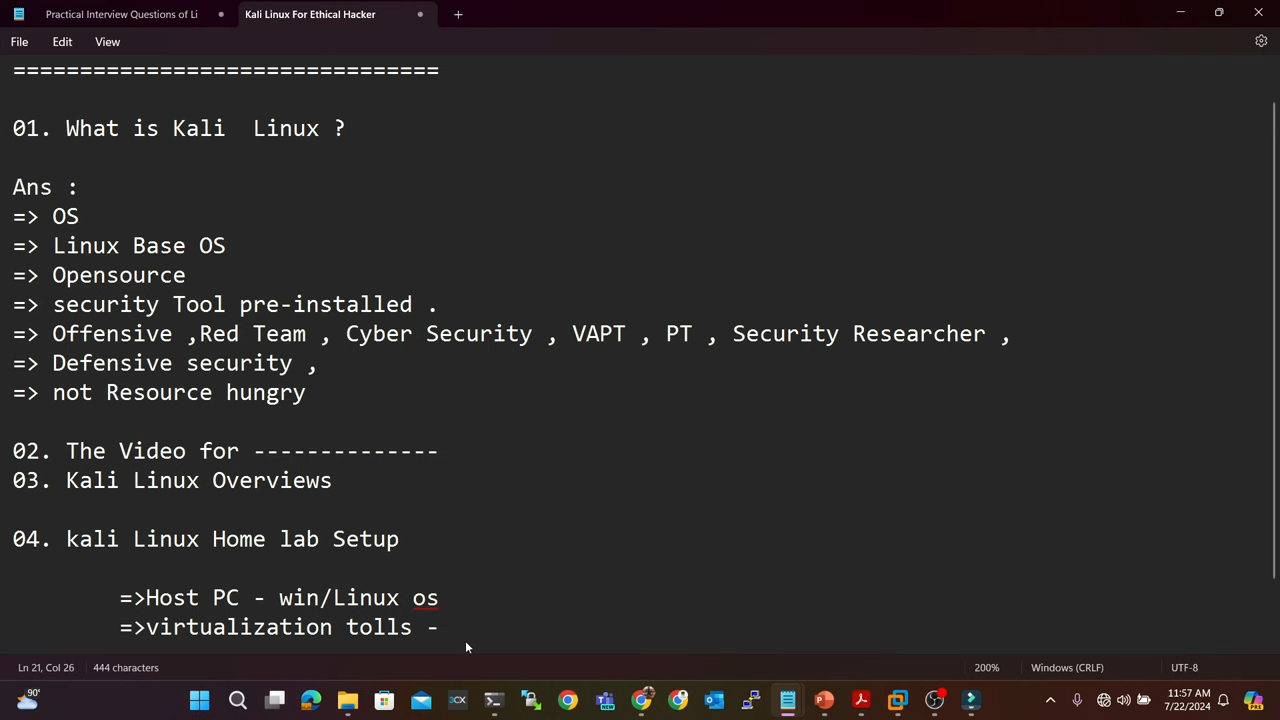 Practical Interview Questions of Li
Kali Linux For Ethical Hacker
File Edit View
================================
01. What is Kali  Linux ?
Ans :
=> OS
=> Linux Base OS
=> Opensource
=> security Tool pre-installed .
=> Offensive ,Red Team , Cyber Security , VAPT , PT , Security Researcher ,
=> Defensive security ,
=> not Resource hungry
02. The Video for --------------
03. Kali Linux Overviews
04. kali Linux Home lab Setup
=>Host PC - win/Linux os
=>virtualization tolls -
Ln 21, Col 26 444 characters 200% Windows (CRLF) UTF-8
90°
11:57 AM
7/22/2024